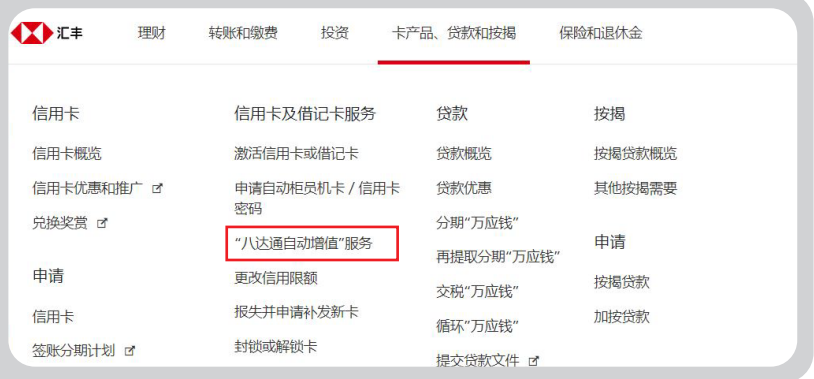 汇丰
理财
转账和缴费
投资
卡产品、贷款和按揭
保险和退休金
信用卡
信用卡概览
信用卡优惠和推广
兑换奖赏
申请
信用卡
签账分期计划
信用卡及借记卡服务
激活信用卡或借记卡
申请自动柜员机卡 / 信用卡
密码
“八达通自动增值”服务
更改信用限额
报失并申请补发新卡
封锁或解锁卡
贷款
贷款概览
贷款优惠
分期“万应钱”
再提取分期“万应钱”
交税“万应钱”
循环“万应钱”
提交贷款文件
按揭
按揭贷款概览
其他按揭需要
申请
按揭贷款
加按贷款